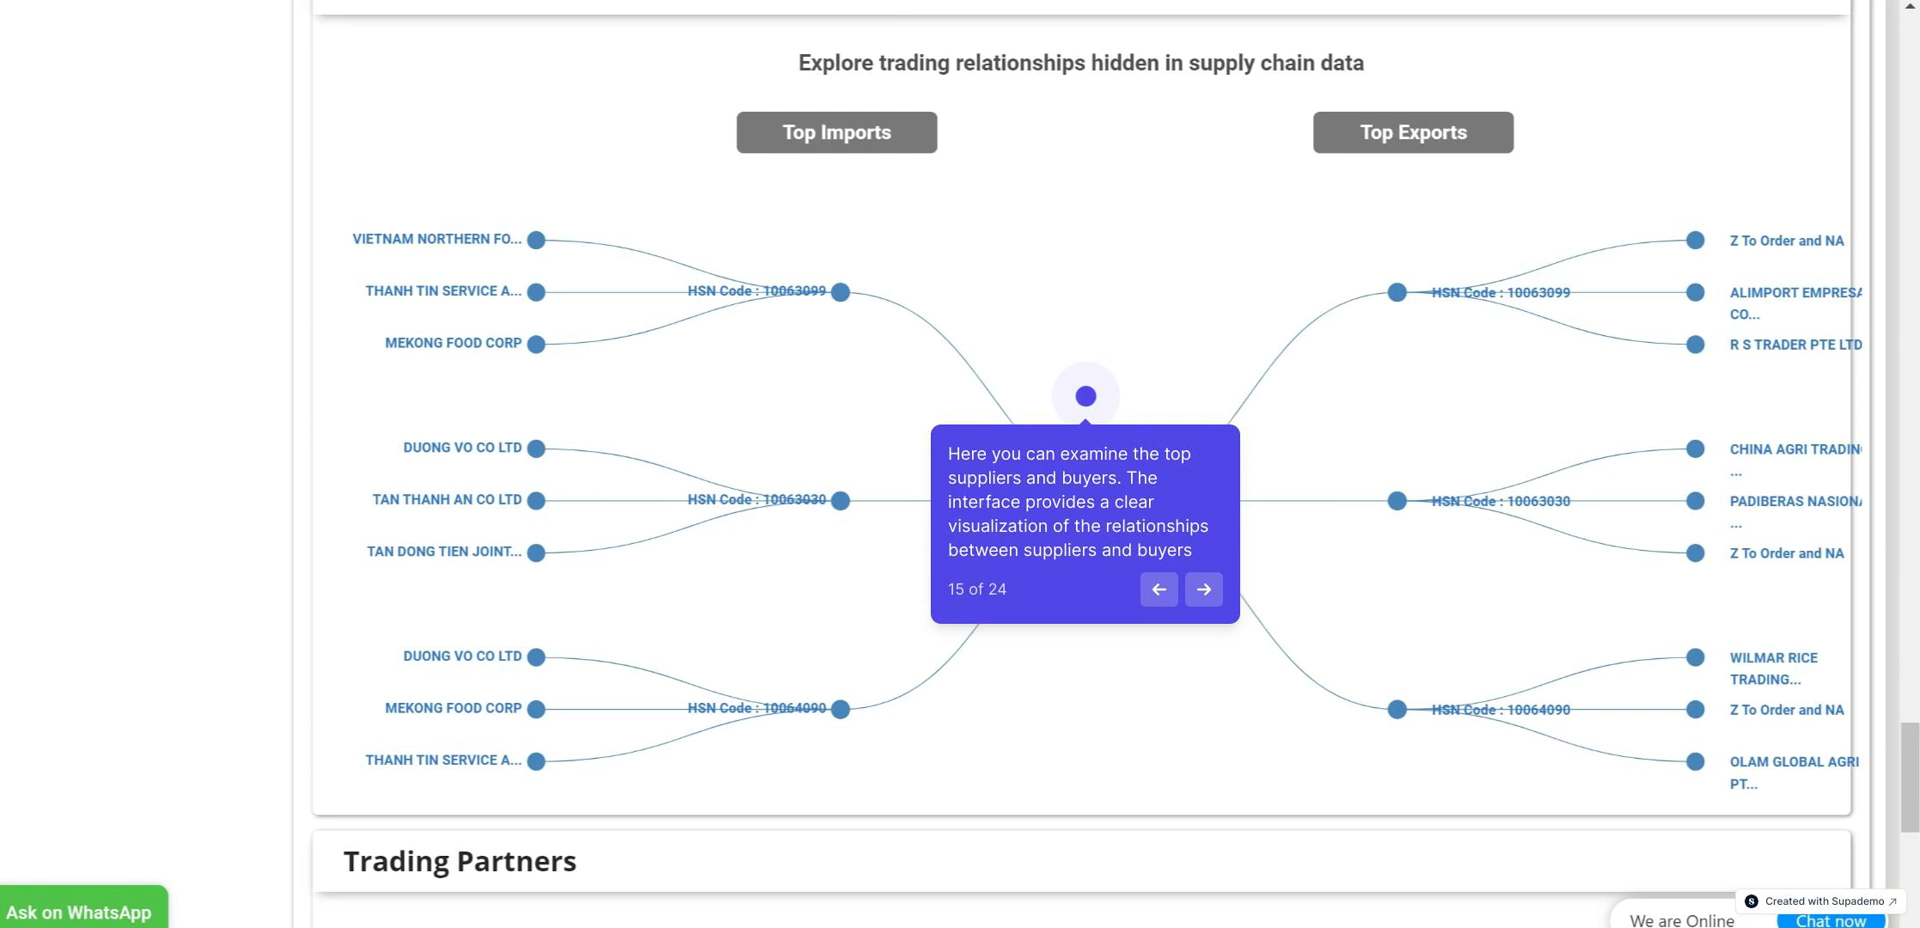 Explore trading relationships hidden in supply chain data
Top Imports
Top Exports
VIETNAM NORTHERN FO...
THANH TIN SERVICE A...
MEKONG FOOD CORP
HSN Code : 10063099
HSN Code : 10063099
Z To Order and NA
ALIMPORT EMPRESA
CO...
R S TRADER PTE LTD
DUONG VO CO LTD
TAN THANH AN CO LTD
TAN DONG TIEN JOINT...
HSN Code : 10063030
Here you can examine the top
suppliers and buyers. The
interface provides a clear
visualization of the relationships
between suppliers and buyers
15 of 24
HSN Code : 10063030
CHINA AGRI TRADIN
...
PADIBERAS NASIONA
...
Z To Order and NA
DUONG VO CO LTD
MEKONG FOOD CORP
THANH TIN SERVICE A...
HSN Code : 10064090
HSN Code : 10064090
WILMAR RICE
TRADING...
Z To Order and NA
OLAM GLOBAL AGRI
PT...
Trading Partners
Ask on WhatsApp
Created with Supademo
We are Online
Chat now